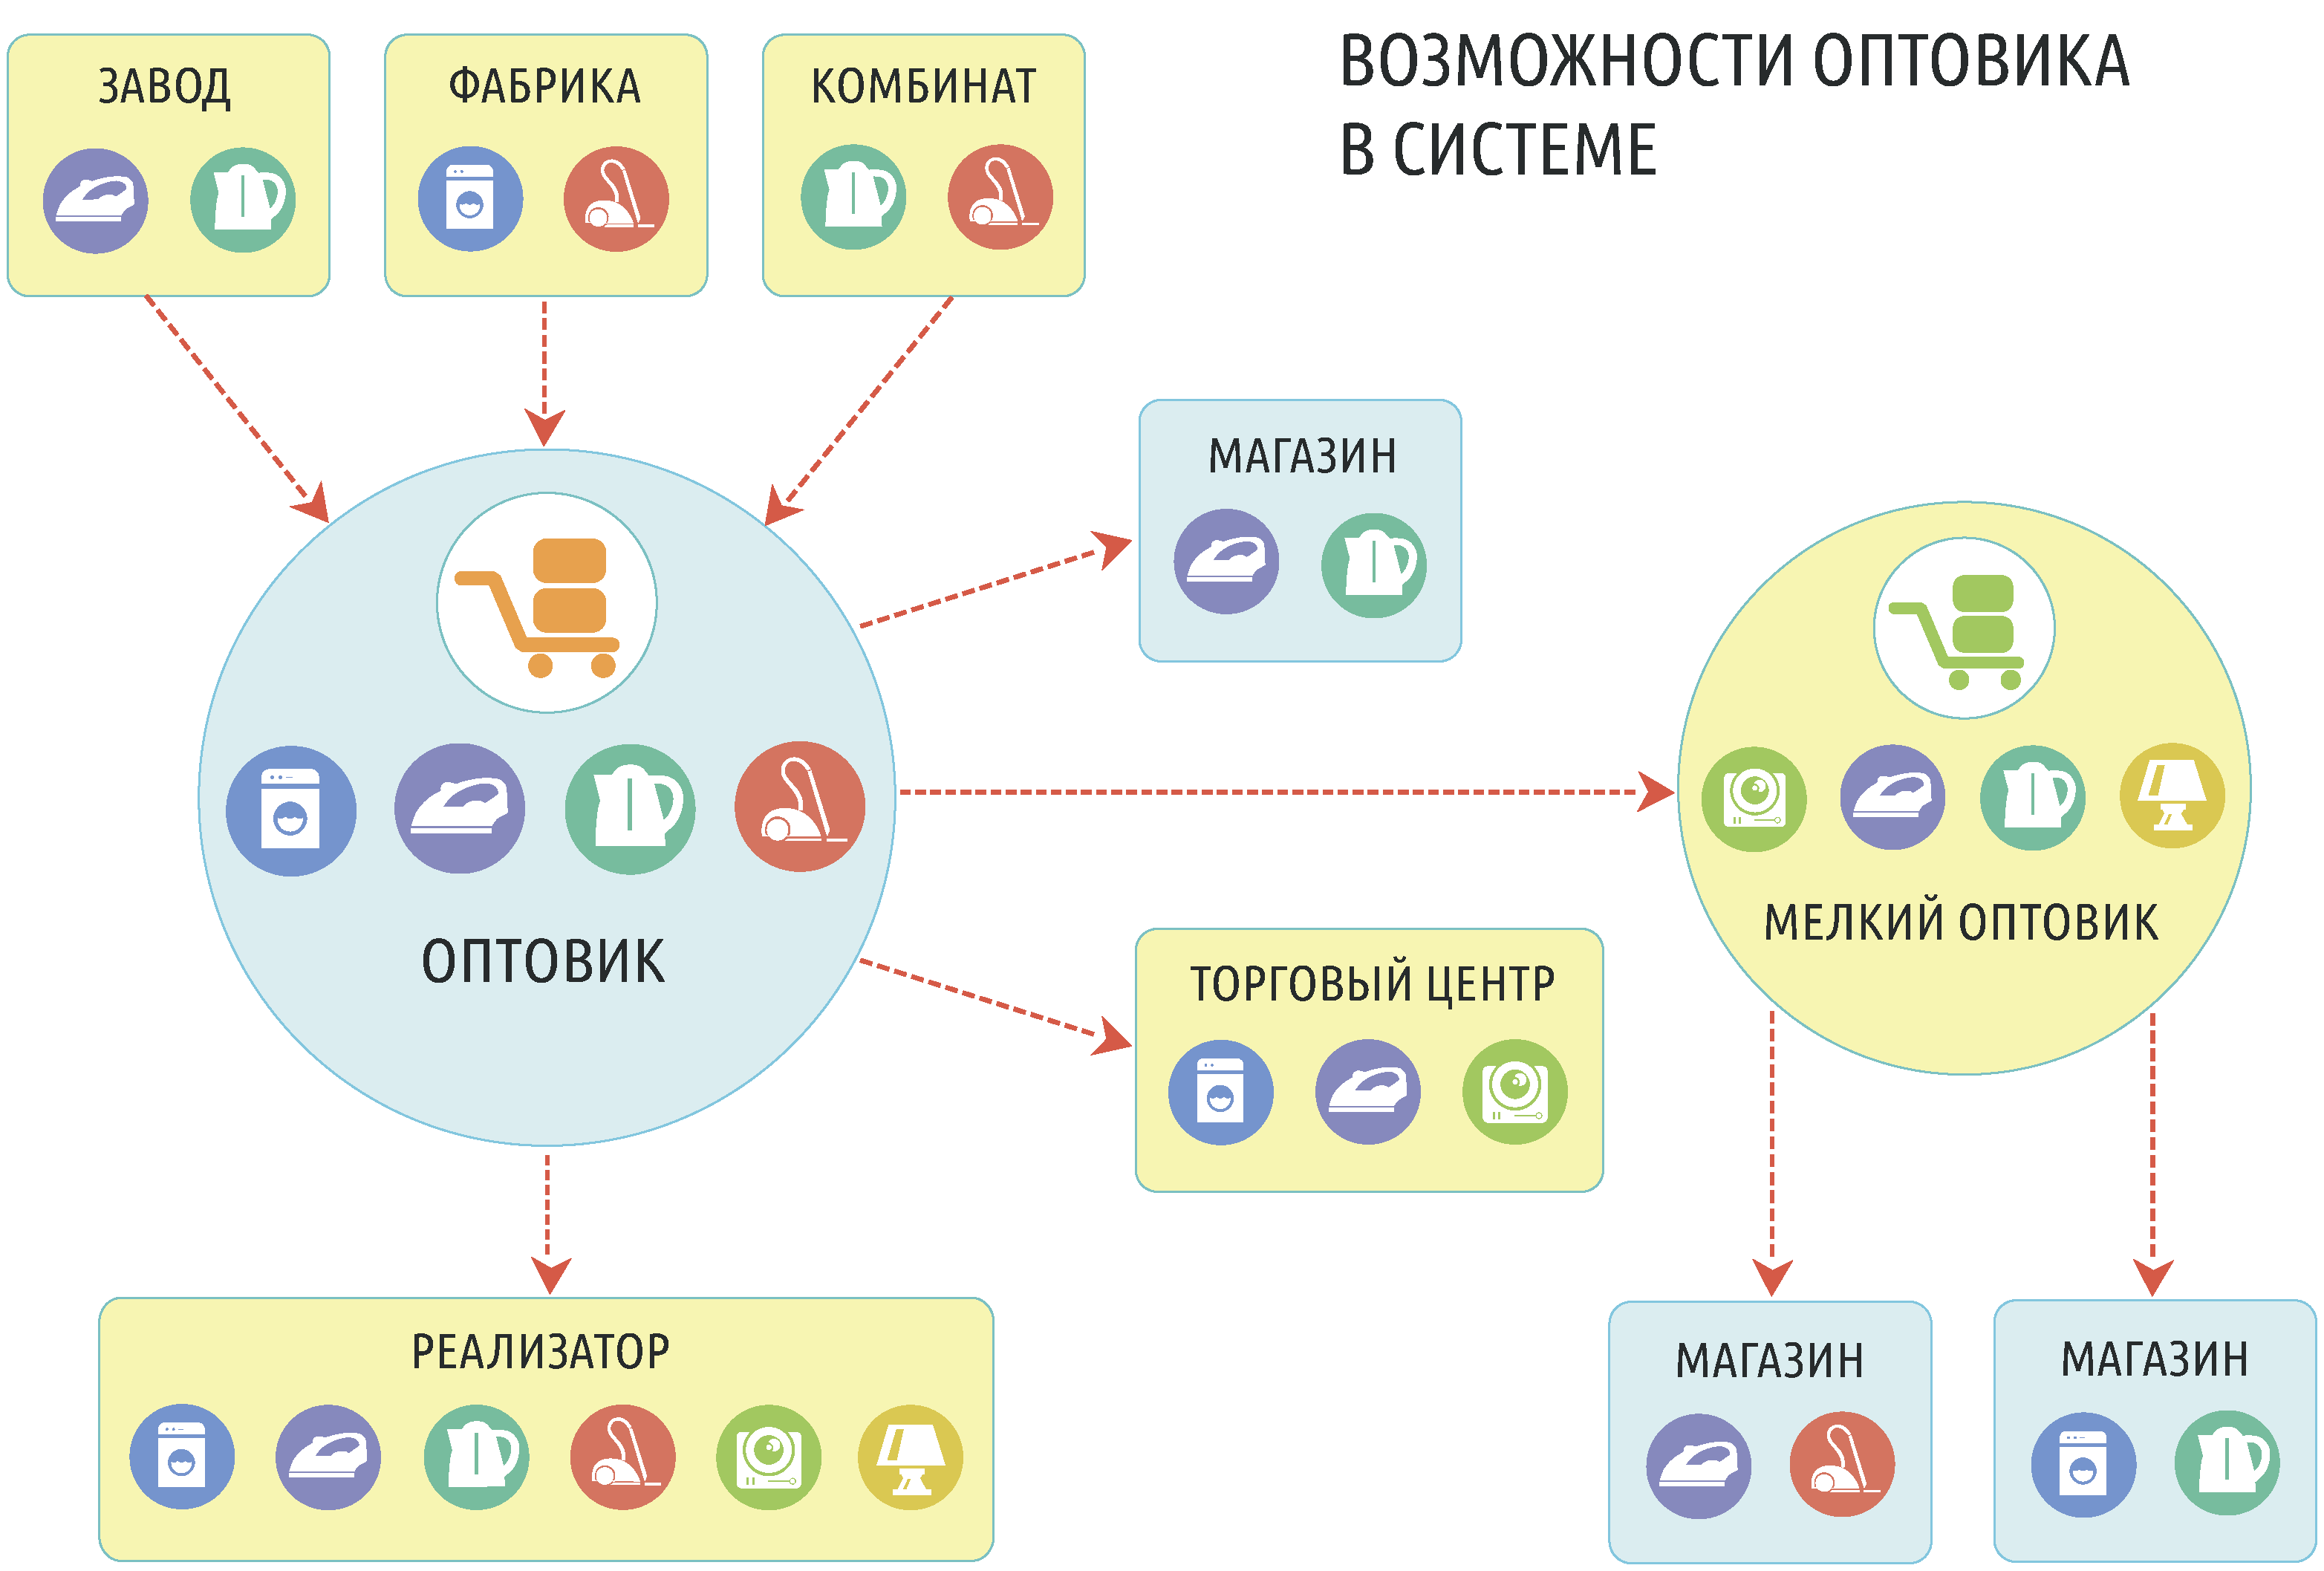 ВОЗМОЖНОСТИ ОПТОВИКА
В СИСТЕМЕ
ЗАВОД
ФАБРИКА
КОМБИНАТ
МАГАЗИН
ОПТОВИК
МЕЛКИЙ ОПТОВИК
ТОРГОВЫЙ ЦЕНТР
РЕАЛИЗАТОР
МАГАЗИН
МАГАЗИН